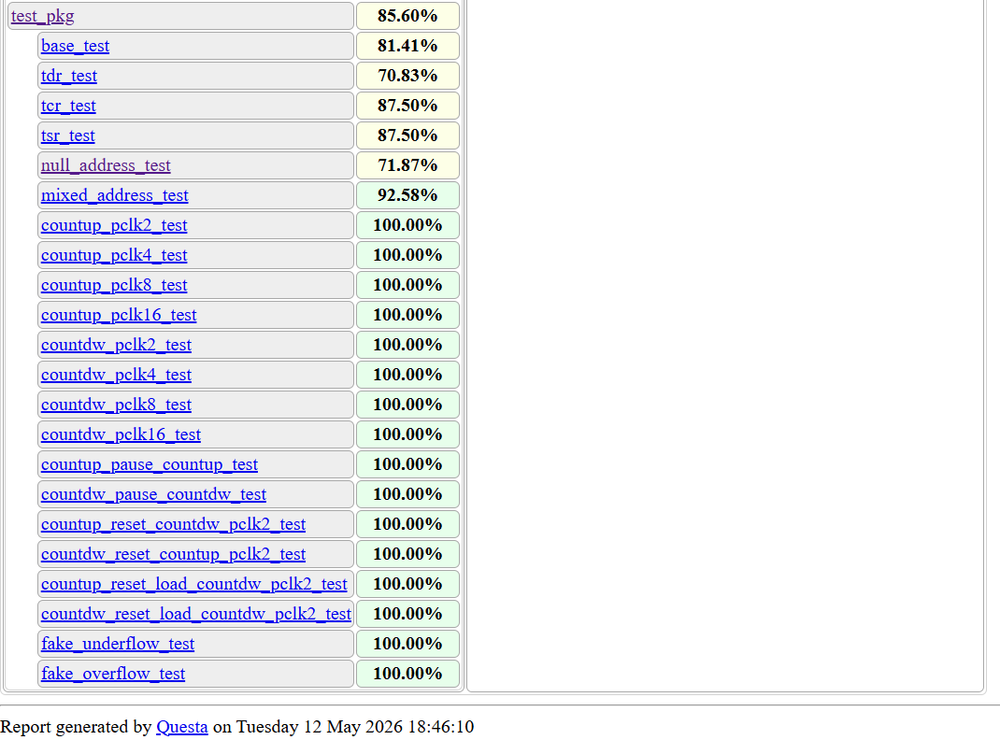 test_pkg 85.60%
base_test 81.41%
tdr_test 70.83%
tcr_test 87.50%
tsr_test 87.50%
null_address_test 71.87%
mixed_address_test 92.58%
countup_pclk2_test 100.00%
countup_pclk4_test 100.00%
countup_pclk8_test 100.00%
countup_pclk16_test 100.00%
countdw_pclk2_test 100.00%
countdw_pclk4_test 100.00%
countdw_pclk8_test 100.00%
countdw_pclk16_test 100.00%
countup_pause_countup_test 100.00%
countdw_pause_countdw_test 100.00%
countup_reset_countdw_pclk2_test 100.00%
countdw_reset_countup_pclk2_test 100.00%
countup_reset_load_countdw_pclk2_test 100.00%
countdw_reset_load_countdw_pclk2_test 100.00%
fake_underflow_test 100.00%
fake_overflow_test 100.00%
Report generated by Questa on Tuesday 12 May 2026 18:46:10